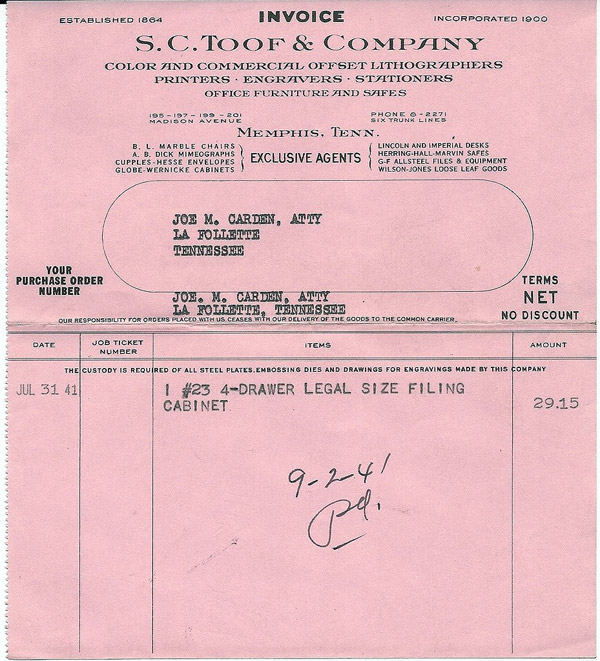 ESTABLISHED 1864
INVOICE
INCORPORATED 1900
S.C. TOOF & COMPANY
COLOR AND COMMERCIAL OFFSET LITHOGRAPHERS
PRINTERS · ENGRAVERS · STATIONERS
OFFICE FURNITURE AND SAFES
195-197-199-201
MADISON AVENUE
PHONE 8-2271
SIX TRUNK LINES
MEMPHIS, TENN.
B. L. MARBLE CHAIRS
A. B. DICK MIMEOGRAPHS
CUPPLES-HESSE ENVELOPES
GLOBE-WERNICKE CABINETS
EXCLUSIVE AGENTS
LINCOLN AND IMPERIAL DESKS
HERRING-HALL-MARVIN SAFES
G-F ALLSTEEL FILES & EQUIPMENT
WILSON-JONES LOOSE LEAF GOODS
JOE M. CARDEN, ATTY
LA FOLLETTE
TENNESSEE
YOUR
PURCHASE ORDER
NUMBER
JOE. M. CARDEN, ATTY
LA FOLLETTE, TENNESSEE
TERMS
NET
NO DISCOUNT
OUR RESPONSIBILITY FOR ORDERS PLACED WITH US CEASES WITH OUR DELIVERY OF THE GOODS TO THE COMMON CARRIER.
DATE
JOB TICKET
NUMBER
ITEMS
AMOUNT
THE CUSTODY IS REQUIRED OF ALL STEEL PLATES, EMBOSSING DIES AND DRAWINGS FOR ENGRAVINGS MADE BY THIS COMPANY
JUL 31 41
1 #23 4-DRAWER LEGAL SIZE FILING
CABINET
29.15
9-2-41
Pd.